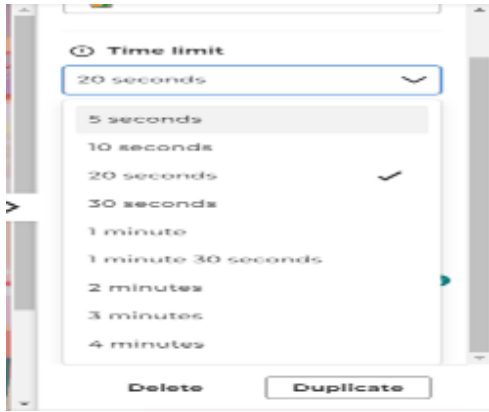 Time limit
20 seconds
5 seconds
10 seconds
20 seconds
30 seconds
1 minute
1 minute 30 seconds
2 minutes
3 minutes
4 minutes
Delete Duplicate